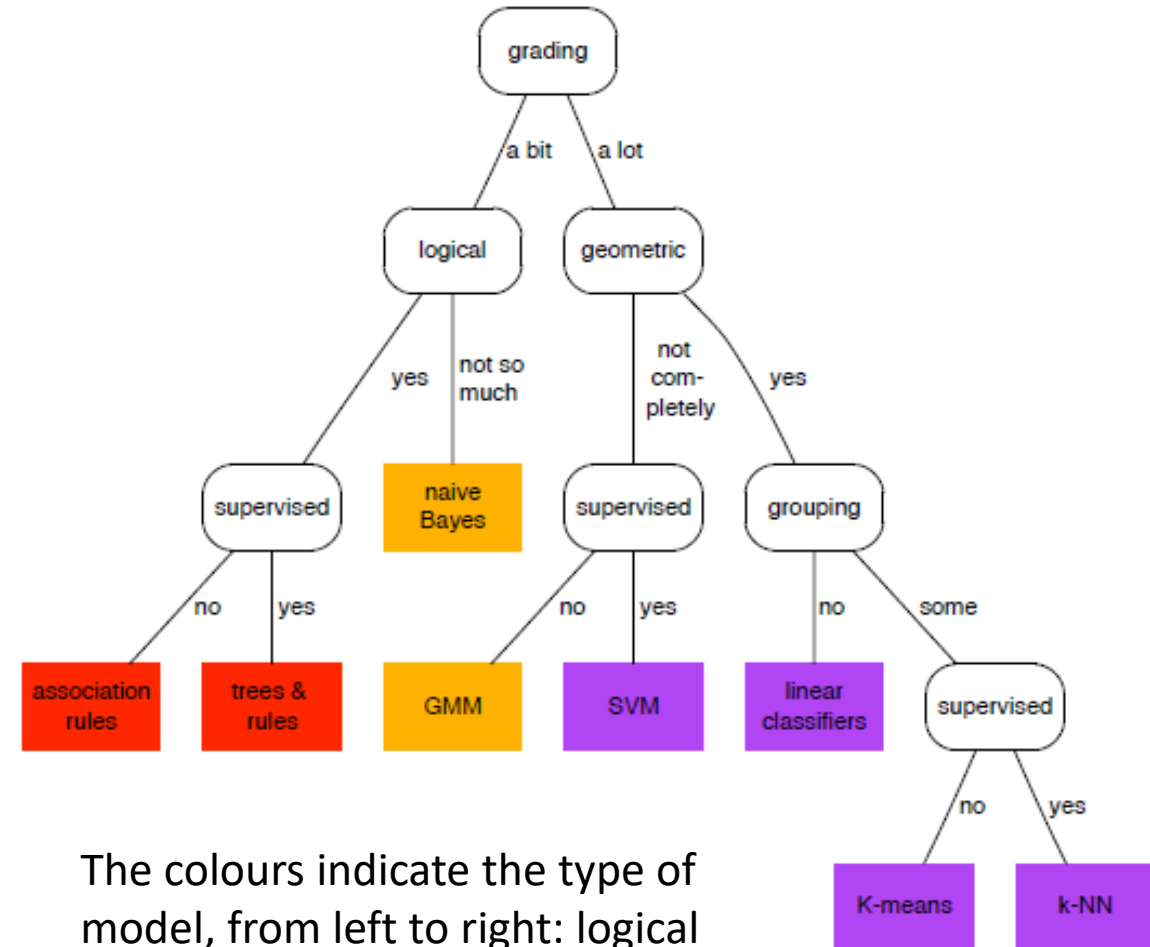 grading
a bit
a lot
logical
geometric
yes
not so
much
not
com-
pletely
yes
supervised
naive
Bayes
supervised
grouping
no
yes
no
yes
no
some
association
rules
trees &
rules
GMM
SVM
linear
classifiers
supervised
no
yes
K-means
k-NN
The colours indicate the type of
model, from left to right: logical